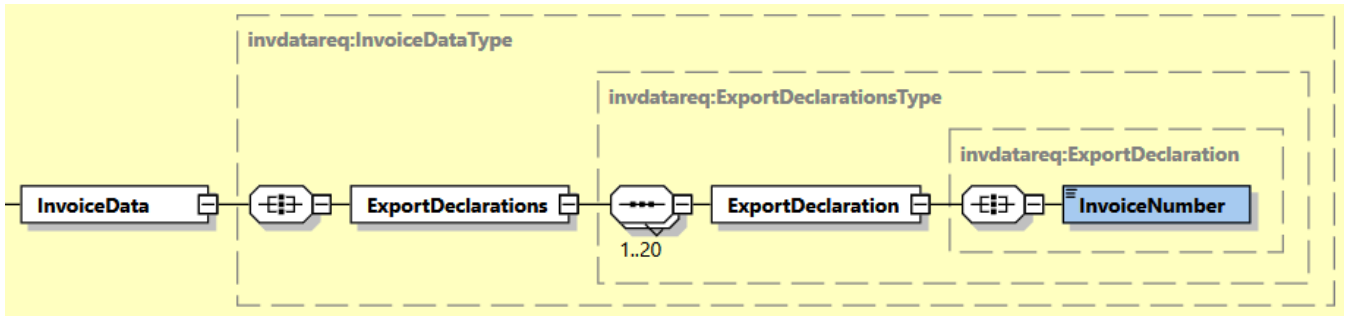 invdatareq:InvoiceDataType
invdatareq:ExportDeclarationsType
invdatareq:ExportDeclaration
InvoiceData
ExportDeclarations
ExportDeclaration
InvoiceNumber
1..20